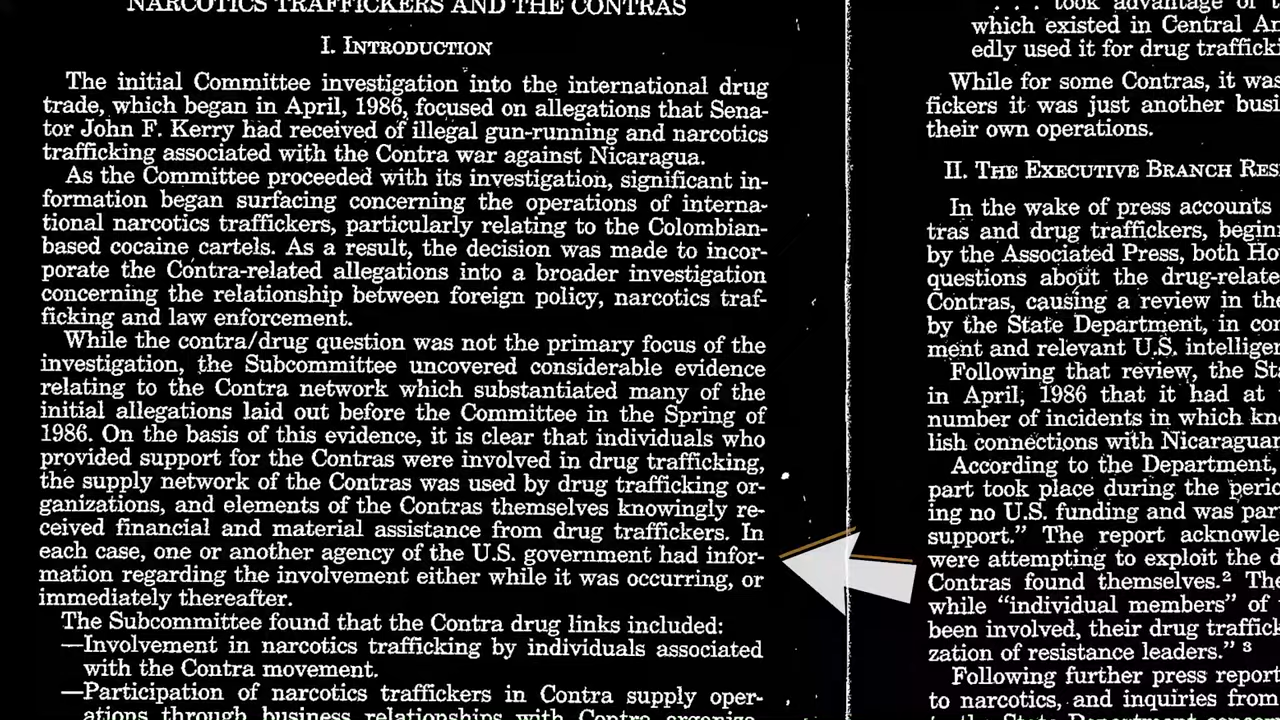 NARCOTICS TRAFFICKERS AND THE CONTRAS
I. INTRODUCTION
The initial Committee investigation into the international drug
trade, which began in April, 1986, focused on allegations that Sena-
tor John F. Kerry had received of illegal gun-running and narcotics
trafficking associated with the Contra war against Nicaragua.
As the Committee proceeded with its investigation, significant in-
formation began surfacing concerning the operations of interna-
tional narcotics traffickers, particularly relating to the Colombian-
based cocaine cartels. As a result, the decision was made to incor-
porate the Contra-related allegations into a broader investigation
concerning the relationship between foreign policy, narcotics traf-
ficking and law enforcement.
While the contra/drug question was not the primary focus of the
investigation, the Subcommittee uncovered considerable evidence
relating to the Contra network which substantiated many of the
initial allegations laid out before the Committee in the Spring of
1986. On the basis of this evidence, it is clear that individuals who
provided support for the Contras were involved in drug trafficking,
the supply network of the Contras was used by drug trafficking or-
ganizations, and elements of the Contras themselves knowingly re-
ceived financial and material assistance from drug traffickers. In
each case, one or another agency of the U.S. government had infor-
mation regarding the involvement either while it was occurring, or
immediately thereafter.
The Subcommittee found that the Contra drug links included:
—Involvement in narcotics trafficking by individuals associated
with the Contra movement.
—Participation of narcotics traffickers in Contra supply oper-
ations through business relationships with Contra organiza-
. . . took advantage of
which existed in Central
edly used it for drug
While for some Contras, it was
fickers it was just another
their own operations.
II. THE EXECUTIVE BRANCH
In the wake of press accounts
tras and drug traffickers,
by the Associated Press, both
questions about the
Contras, causing a review in
by the State Department, in
ment and relevant U.S.
Following that review, the
in April, 1986 that it had at
number of incidents in which
lish connections with
According to the Department,
part took place during the
ing no U.S. funding and was
support." The report
were attempting to exploit the
Contras found themselves.² 
while "individual members" of
been involved, their drug
zation of resistance leaders." ³
Following further press
to narcotics, and inquiries from